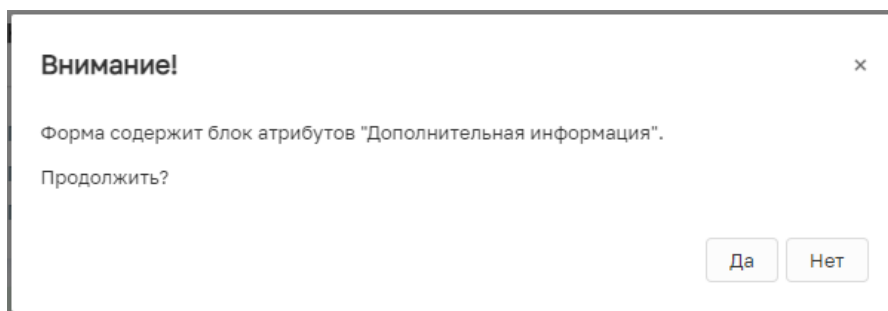 Внимание!
×
Форма содержит блок атрибутов "Дополнительная информация".
Продолжить?
Да Нет